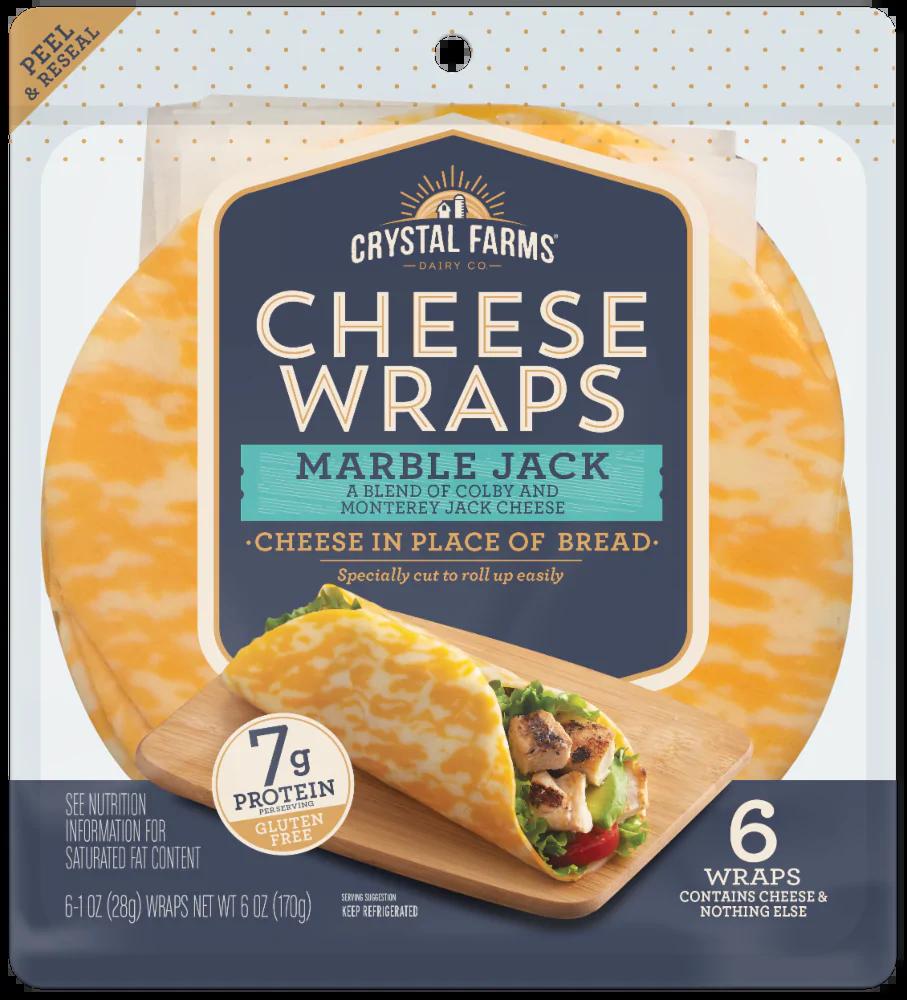 PEEL
& RESEAL
CRYSTAL FARMS®
DAIRY CO.
CHEESE
WRAPS
MARBLE JACK
A BLEND OF COLBY AND
MONTEREY JACK CHEESE
·CHEESE IN PLACE OF BREAD·
Specially cut to roll up easily
7g
PROTEIN
PER SERVING
GLUTEN
FREE
SEE NUTRITION
INFORMATION FOR
SATURATED FAT CONTENT
6-1 OZ (28g) WRAPS NET WT 6 OZ (170g)
SERVING SUGGESTION
KEEP REFRIGERATED
6
WRAPS
CONTAINS CHEESE &
NOTHING ELSE